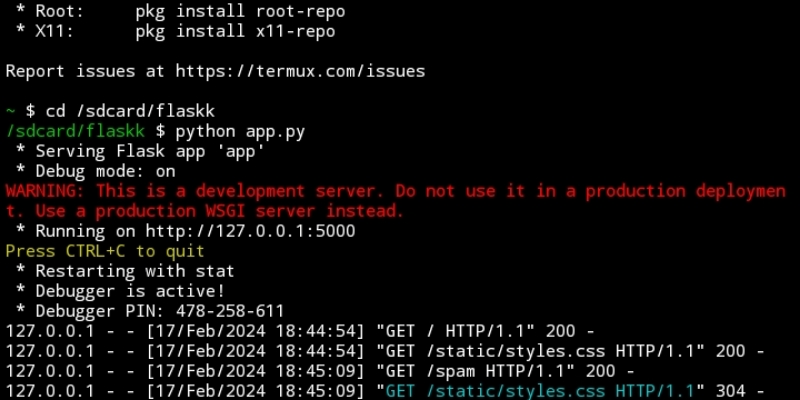 * Root:     pkg install root-repo
* X11:      pkg install x11-repo
Report issues at https://termux.com/issues
~ $ cd /sdcard/flaskk
/sdcard/flaskk $ python app.py
* Serving Flask app 'app'
* Debug mode: on
WARNING: This is a development server. Do not use it in a production deploymen
t. Use a production WSGI server instead.
* Running on http://127.0.0.1:5000
Press CTRL+C to quit
* Restarting with stat
* Debugger is active!
* Debugger PIN: 478-258-611
127.0.0.1 - - [17/Feb/2024 18:44:54] "GET / HTTP/1.1" 200 -
127.0.0.1 - - [17/Feb/2024 18:44:54] "GET /static/styles.css HTTP/1.1" 200 -
127.0.0.1 - - [17/Feb/2024 18:45:09] "GET /spam HTTP/1.1" 200 -
127.0.0.1 - - [17/Feb/2024 18:45:09] "GET /static/styles.css HTTP/1.1" 304 -